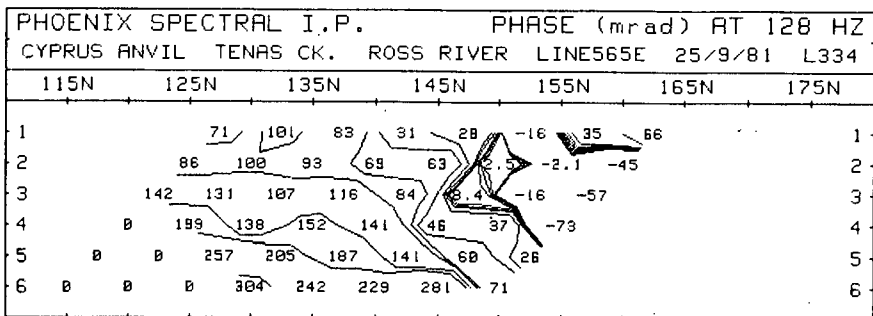 PHOENIX SPECTRAL I.P. PHASE (mrad) AT 128 HZ
CYPRUS ANVIL TENAS CK. ROSS RIVER LINE565E 25/9/81 L334
115N 125N 135N 145N 155N 165N 175N
1 71 101 83 31 28 -16 35 66 1
2 86 100 93 69 63 2.5 -2.1 -45 2
3 142 131 107 116 84 8.4 -16 -57 3
4 0 199 138 152 141 46 37 -73 4
5 0 0 257 205 187 141 60 26 5
6 0 0 0 304 242 229 281 71 6